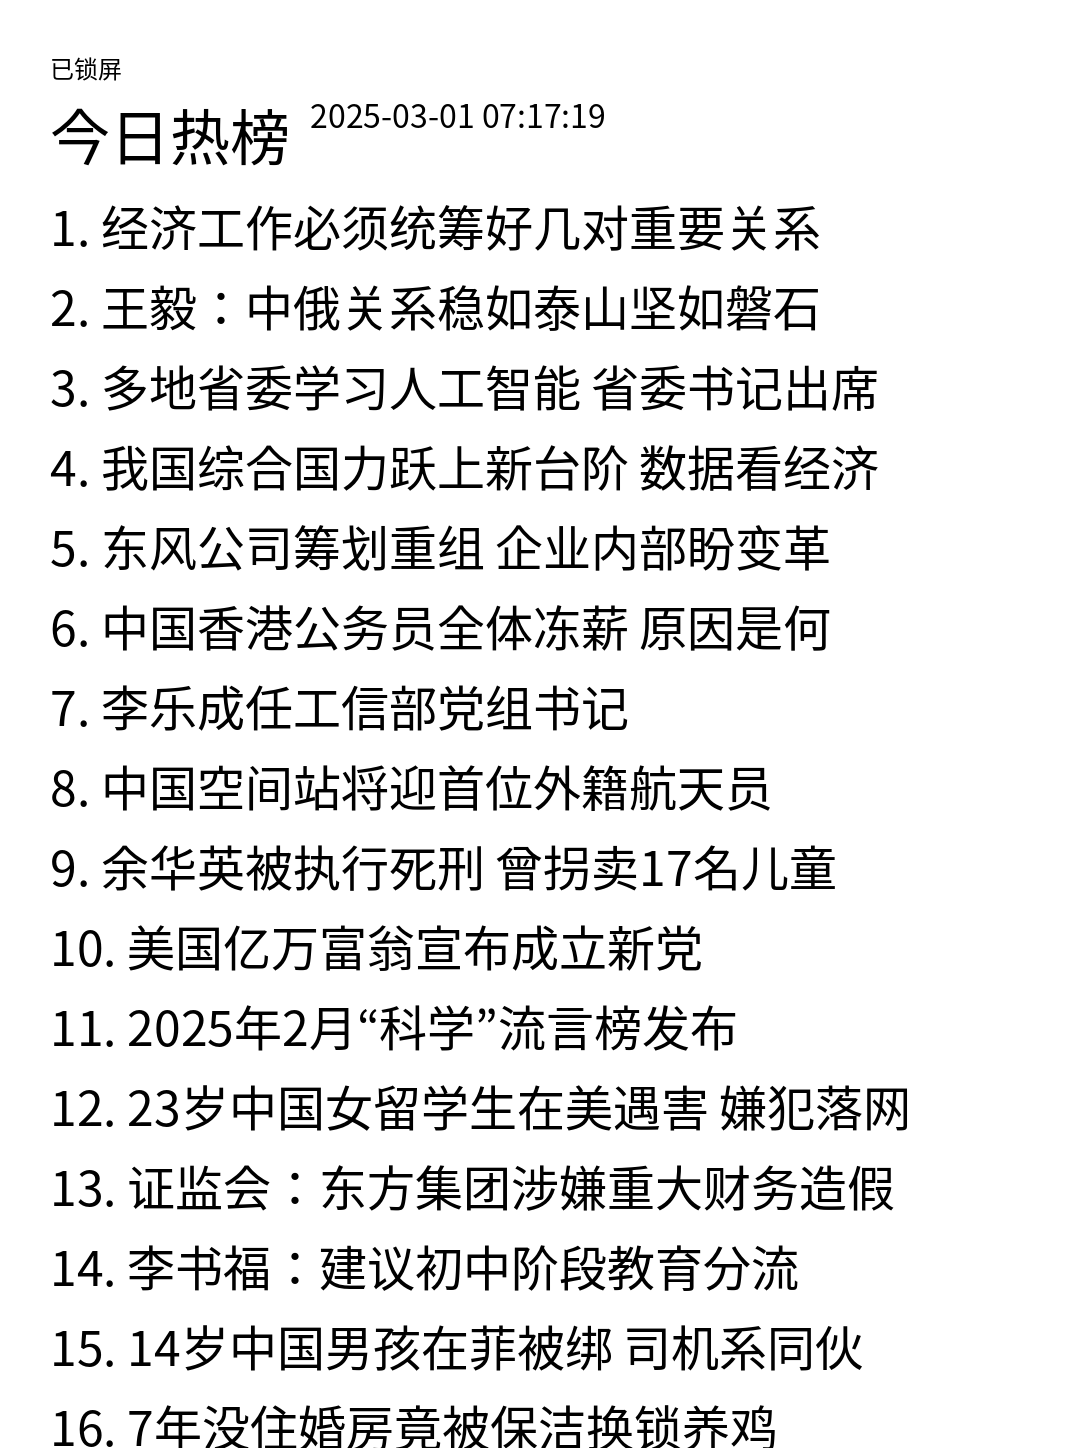 已锁屏
今日热榜 2025-03-01 07:17:19
1. 经济工作必须统筹好几对重要关系
2. 王毅：中俄关系稳如泰山坚如磐石
3. 多地省委学习人工智能 省委书记出席
4. 我国综合国力跃上新台阶 数据看经济
5. 东风公司筹划重组 企业内部盼变革
6. 中国香港公务员全体冻薪 原因是何
7. 李乐成任工信部党组书记
8. 中国空间站将迎首位外籍航天员
9. 余华英被执行死刑 曾拐卖17名儿童
10. 美国亿万富翁宣布成立新党
11. 2025年2月“科学”流言榜发布
12. 23岁中国女留学生在美遇害 嫌犯落网
13. 证监会：东方集团涉嫌重大财务造假
14. 李书福：建议初中阶段教育分流
15. 14岁中国男孩在菲被绑 司机系同伙
16. 7年没住婚房竟被保洁换锁养鸡